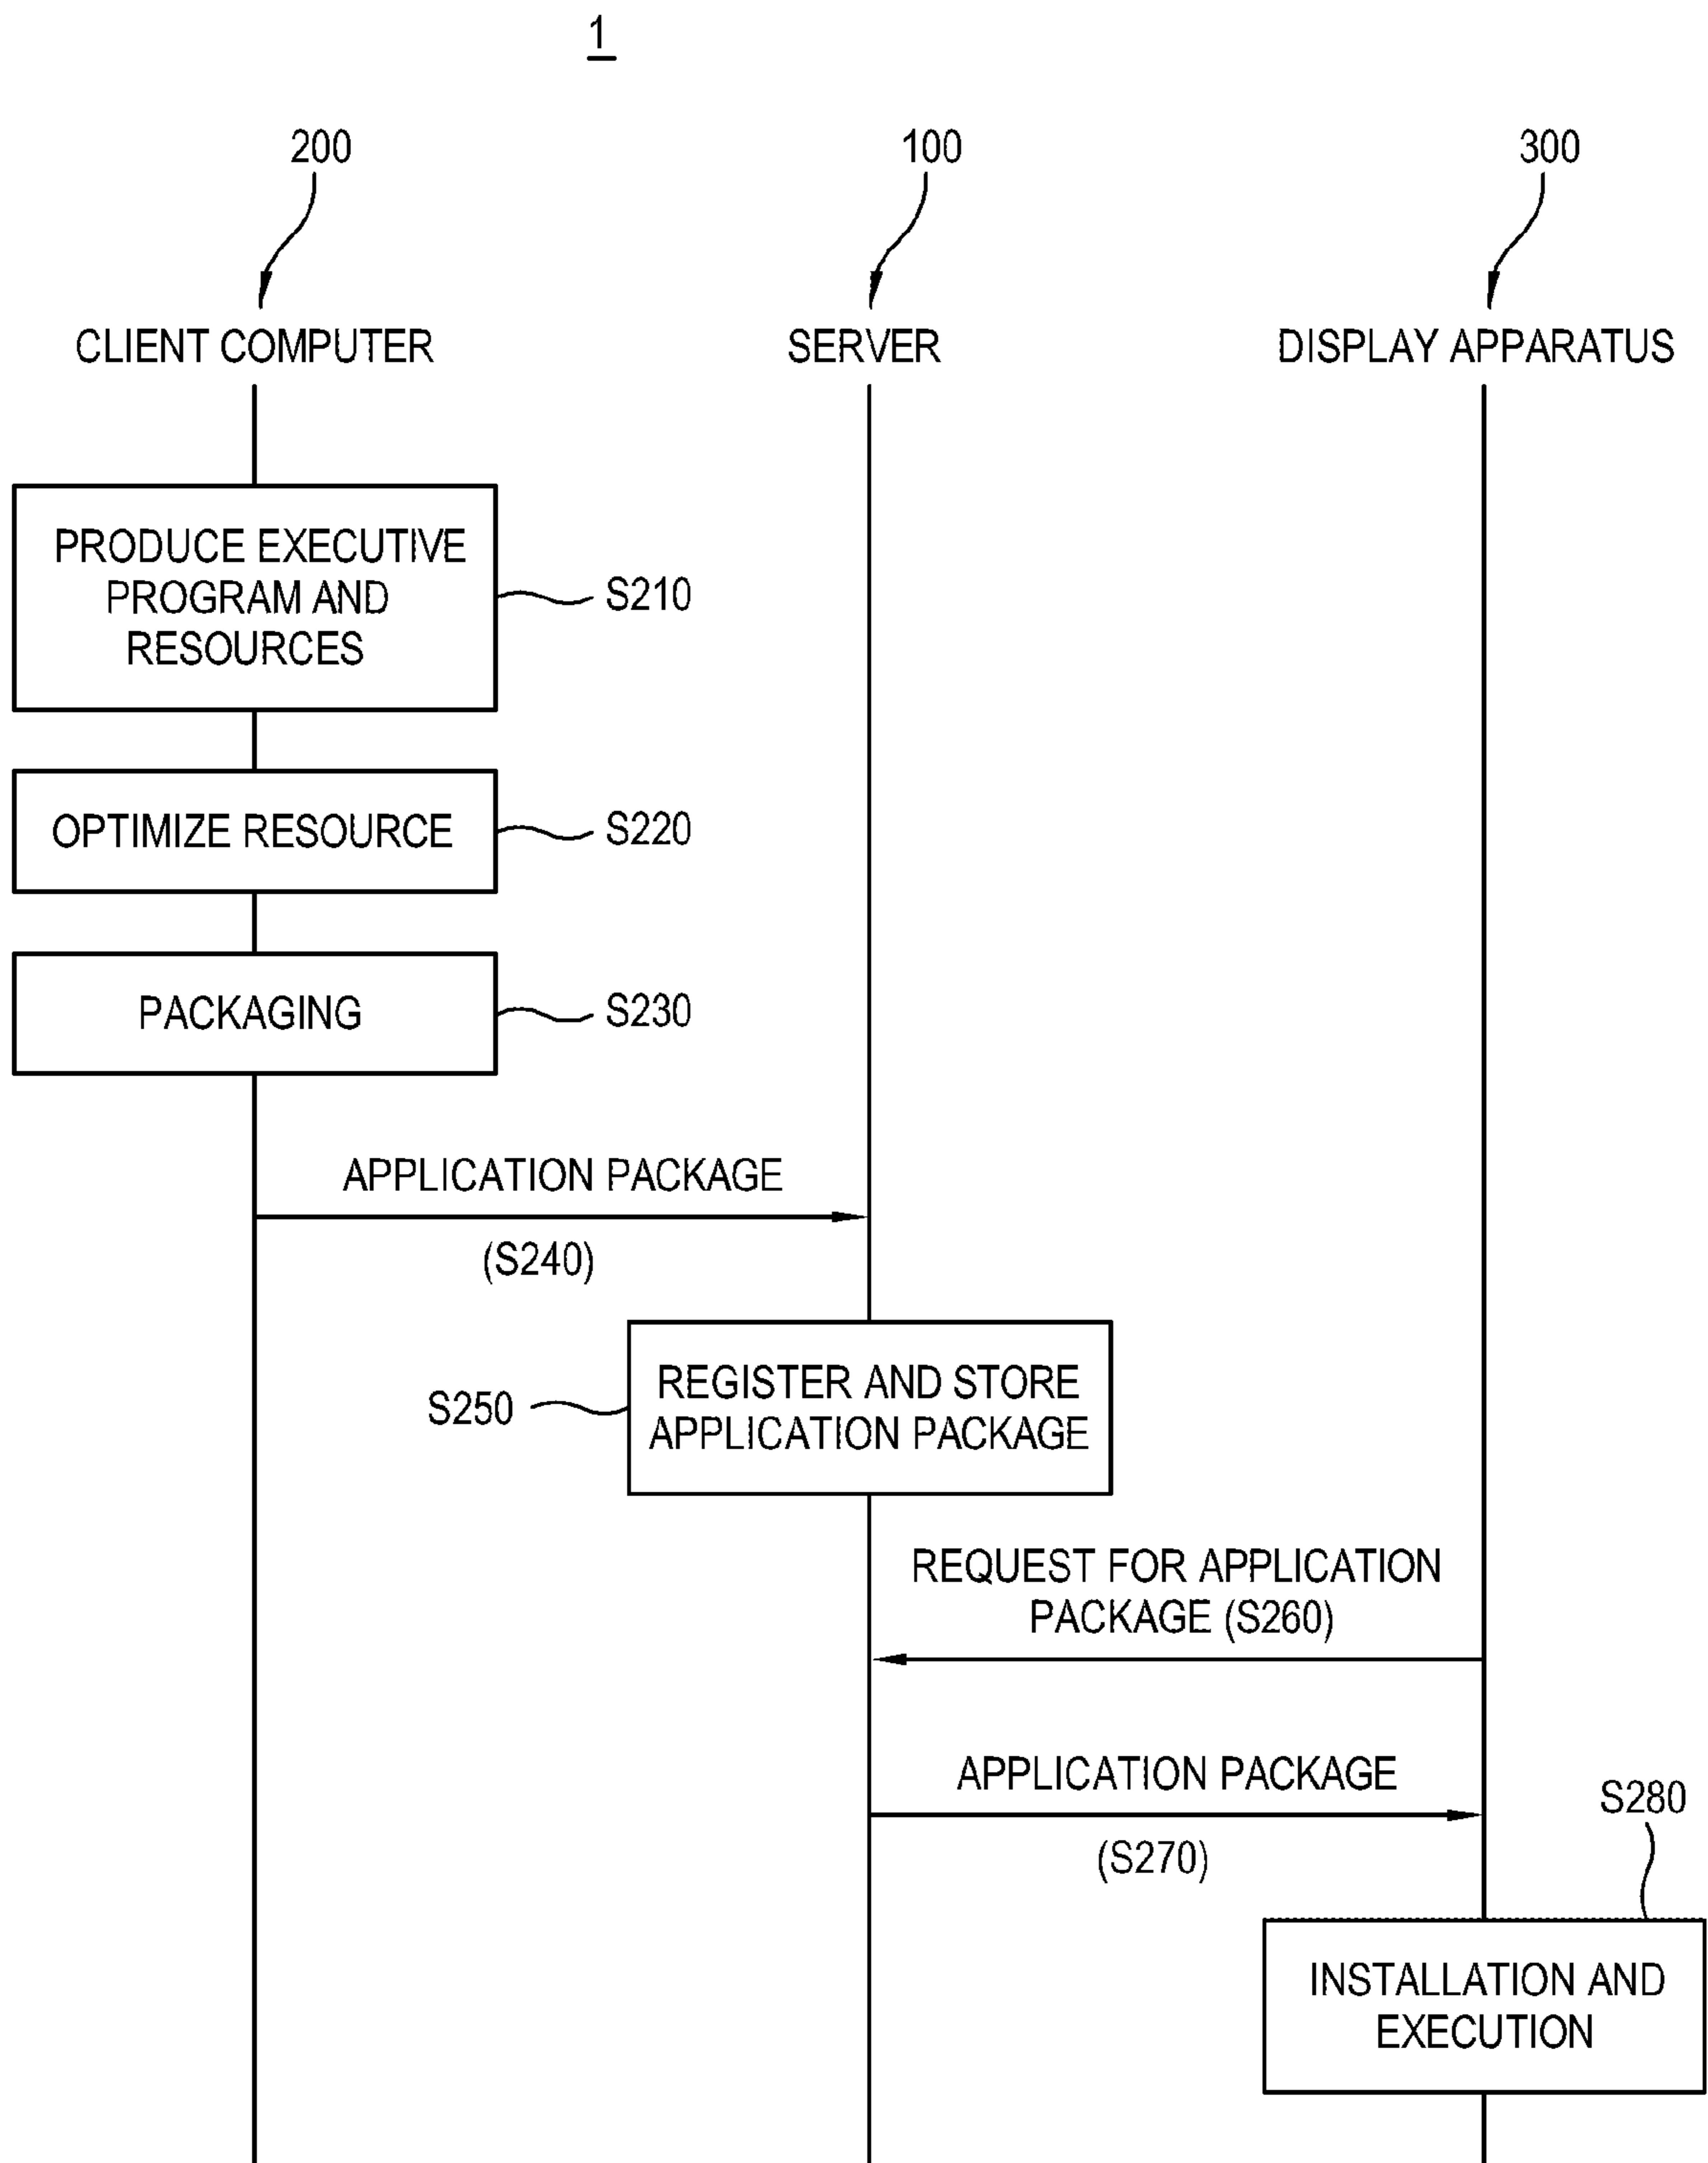 1
200
100
300
CLIENT COMPUTER
SERVER
DISPLAY APPARATUS
PRODUCE EXECUTIVE
PROGRAM AND
RESOURCES
S210
OPTIMIZE RESOURCE
S220
PACKAGING
S230
APPLICATION PACKAGE
(S240)
S250
REGISTER AND STORE
APPLICATION PACKAGE
REQUEST FOR APPLICATION
PACKAGE (S260)
APPLICATION PACKAGE
(S270)
S280
INSTALLATION AND
EXECUTION